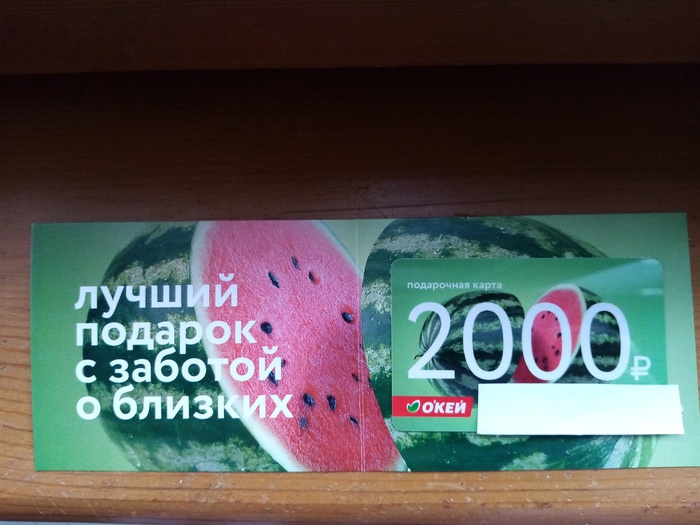 лучший
подарок
с заботой
о близких
подарочная карта
2000₽
О'КЕЙ